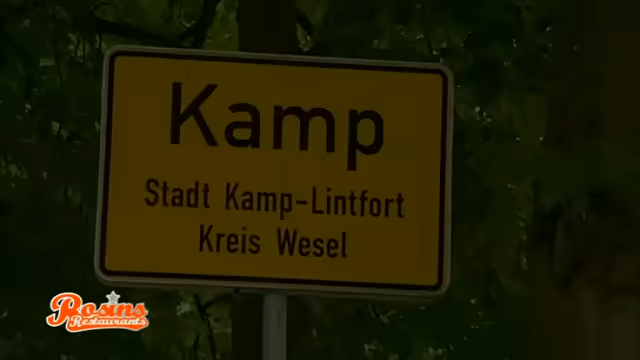 Kamp
Stadt Kamp-Lintfort
Kreis Wesel
Rosins
Restaurants